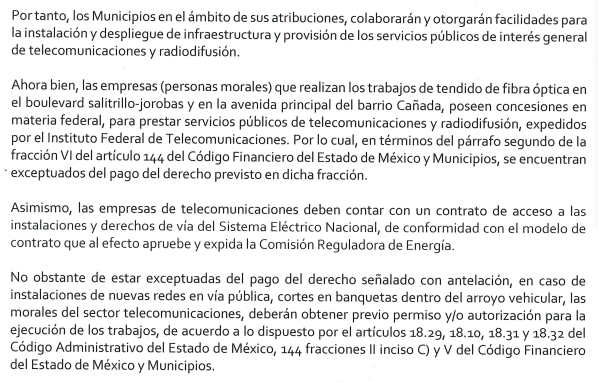 Por tanto, los Municipios en el ámbito de sus atribuciones, colaborarán y otorgarán facilidades para
la instalación y despliegue de infraestructura y provisión de los servicios públicos de interés general
de telecomunicaciones y radiodifusión.
Ahora bien, las empresas (personas morales) que realizan los trabajos de tendido de fibra óptica en
el boulevard salitrillo-jorobas y en la avenida principal del barrio Cañada, poseen concesiones en
materia federal, para prestar servicios públicos de telecomunicaciones y radiodifusión, expedidos
por el Instituto Federal de Telecomunicaciones. Por lo cual, en términos del párrafo segundo de la
fracción VI del artículo 144 del Código Financiero del Estado de México y Municipios, se encuentran
exceptuados del pago del derecho previsto en dicha fracción.
Asimismo, las empresas de telecomunicaciones deben contar con un contrato de acceso a las
instalaciones y derechos de vía del Sistema Eléctrico Nacional, de conformidad con el modelo de
contrato que al efecto apruebe y expida la Comisión Reguladora de Energía.
No obstante de estar exceptuadas del pago del derecho señalado con antelación, en caso de
instalaciones de nuevas redes en vía pública, cortes en banquetas dentro del arroyo vehicular, las
morales del sector telecomunicaciones, deberán obtener previo permiso y/o autorización para la
ejecución de los trabajos, de acuerdo a lo dispuesto por el artículos 18.29, 18.10, 18.31 y 18.32 del
Código Administrativo del Estado de México, 144 fracciones II inciso C) y V del Código Financiero
del Estado de México y Municipios.